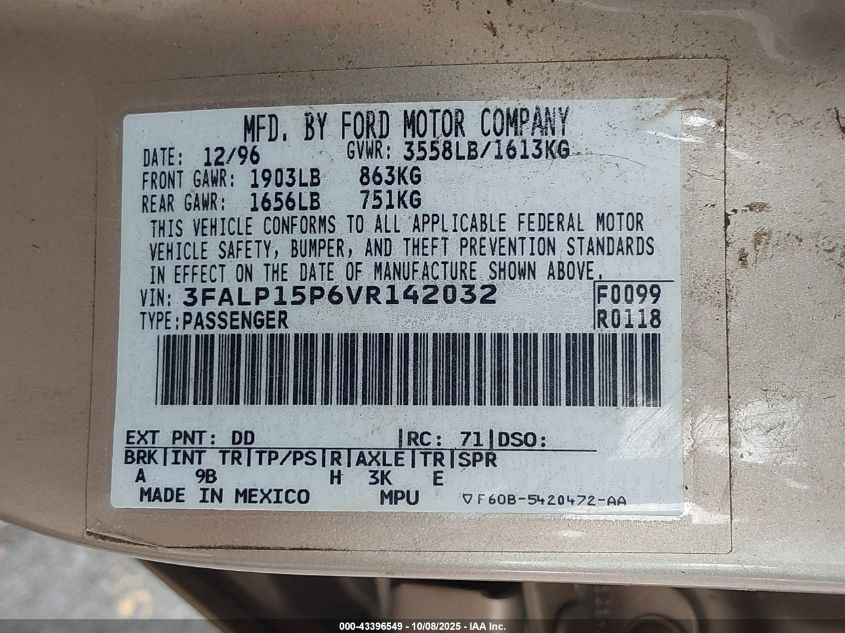 MFD. BY FORD MOTOR COMPANY
DATE: 12/96 GVWR: 3558LB/1613KG
FRONT GAWR: 1903LB 863KG
REAR GAWR: 1656LB 751KG
THIS VEHICLE CONFORMS TO ALL APPLICABLE FEDERAL MOTOR
VEHICLE SAFETY, BUMPER, AND THEFT PREVENTION STANDARDS
IN EFFECT ON THE DATE OF MANUFACTURE SHOWN ABOVE.
VIN: 3FALP15P6VR142032 F0099
TYPE: PASSENGER R0118
EXT PNT: DD |RC: 71|DSO:
BRK|INT TR|TP/PS|R|AXLE|TR|SPR
A 9B H 3K E
MADE IN MEXICO MPU ▽F60B-5420472-AA
000-43396549 - 10/08/2025 - IAA Inc.